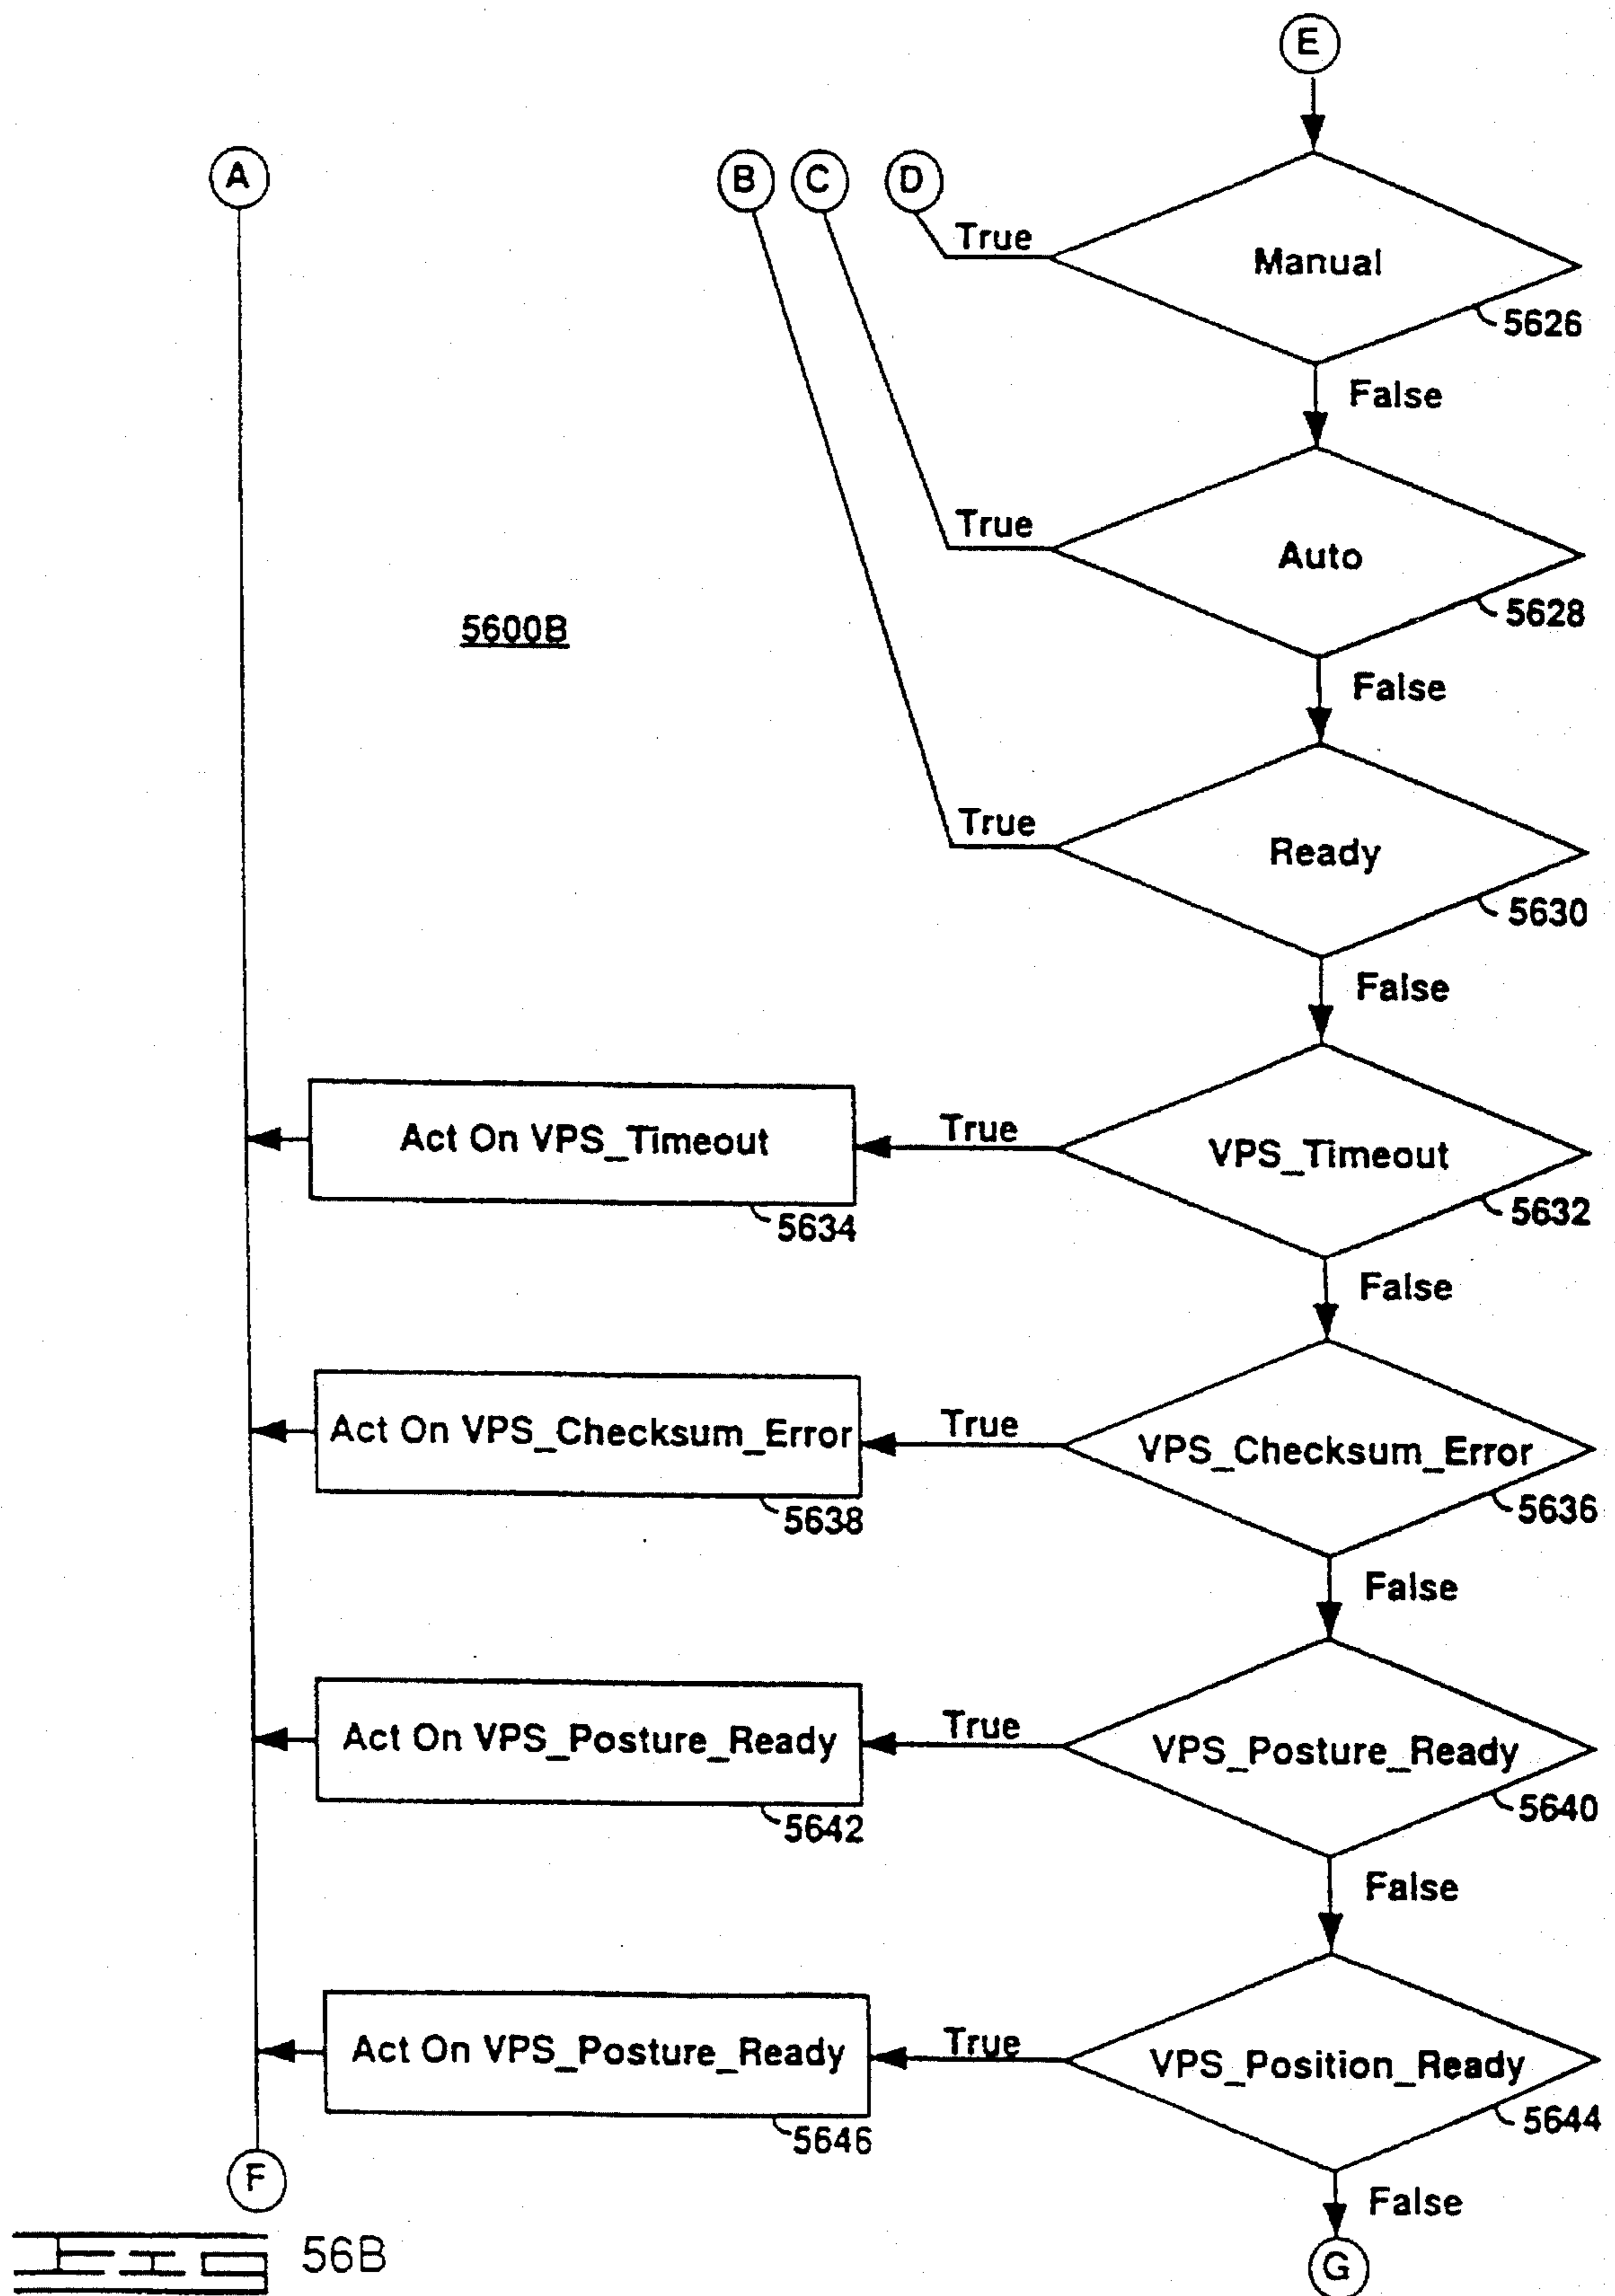 E
A
B
C
D
True
Manual
5626
False
True
Auto
5628
5600B
False
True
Ready
5630
False
Act On VPS_Timeout
True
VPS_Timeout
5634
5632
False
Act On VPS_Checksum_Error
True
VPS_Checksum_Error
5638
5636
False
Act On VPS_Posture_Ready
True
VPS_Posture_Ready
5642
5640
False
Act On VPS_Posture_Ready
True
VPS_Position_Ready
5646
5644
F
False
FIG 56B
G